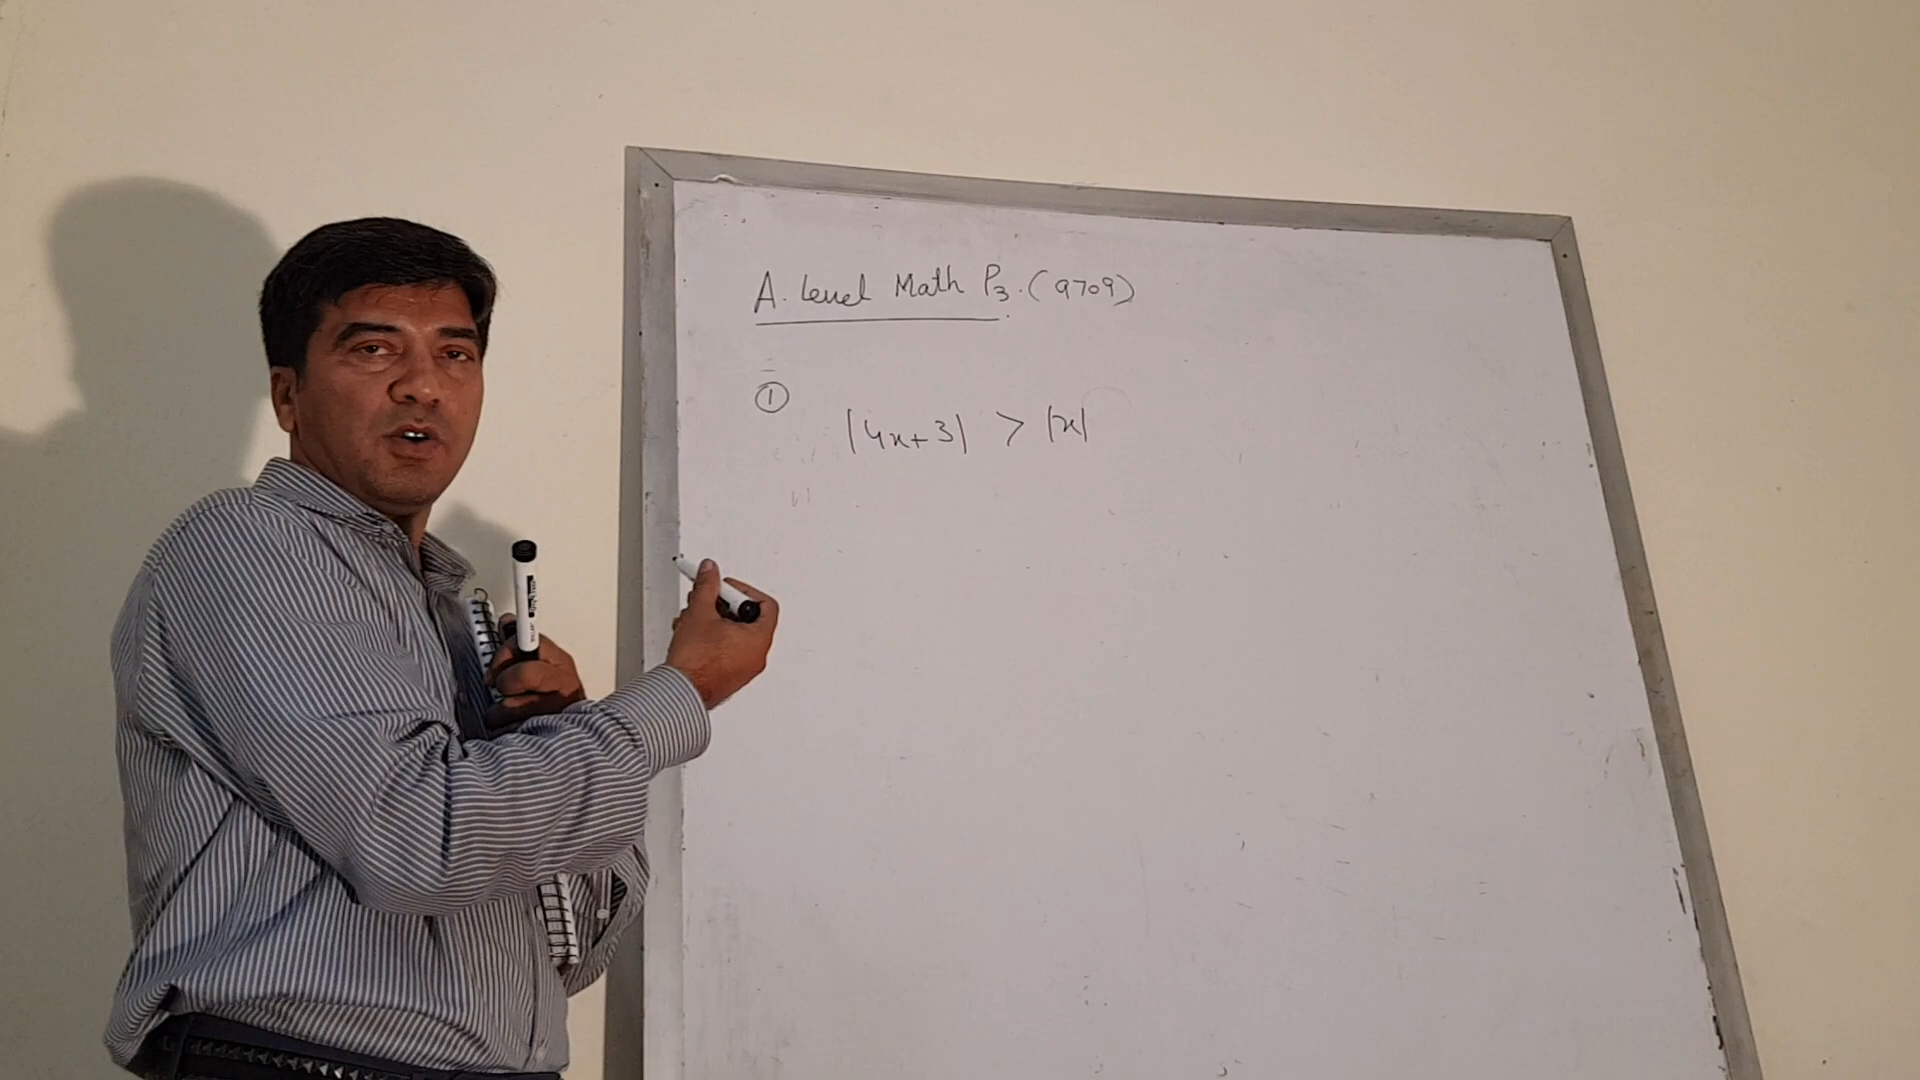 A. Level Math P3. (9709)
①
|4x+3| > |x|